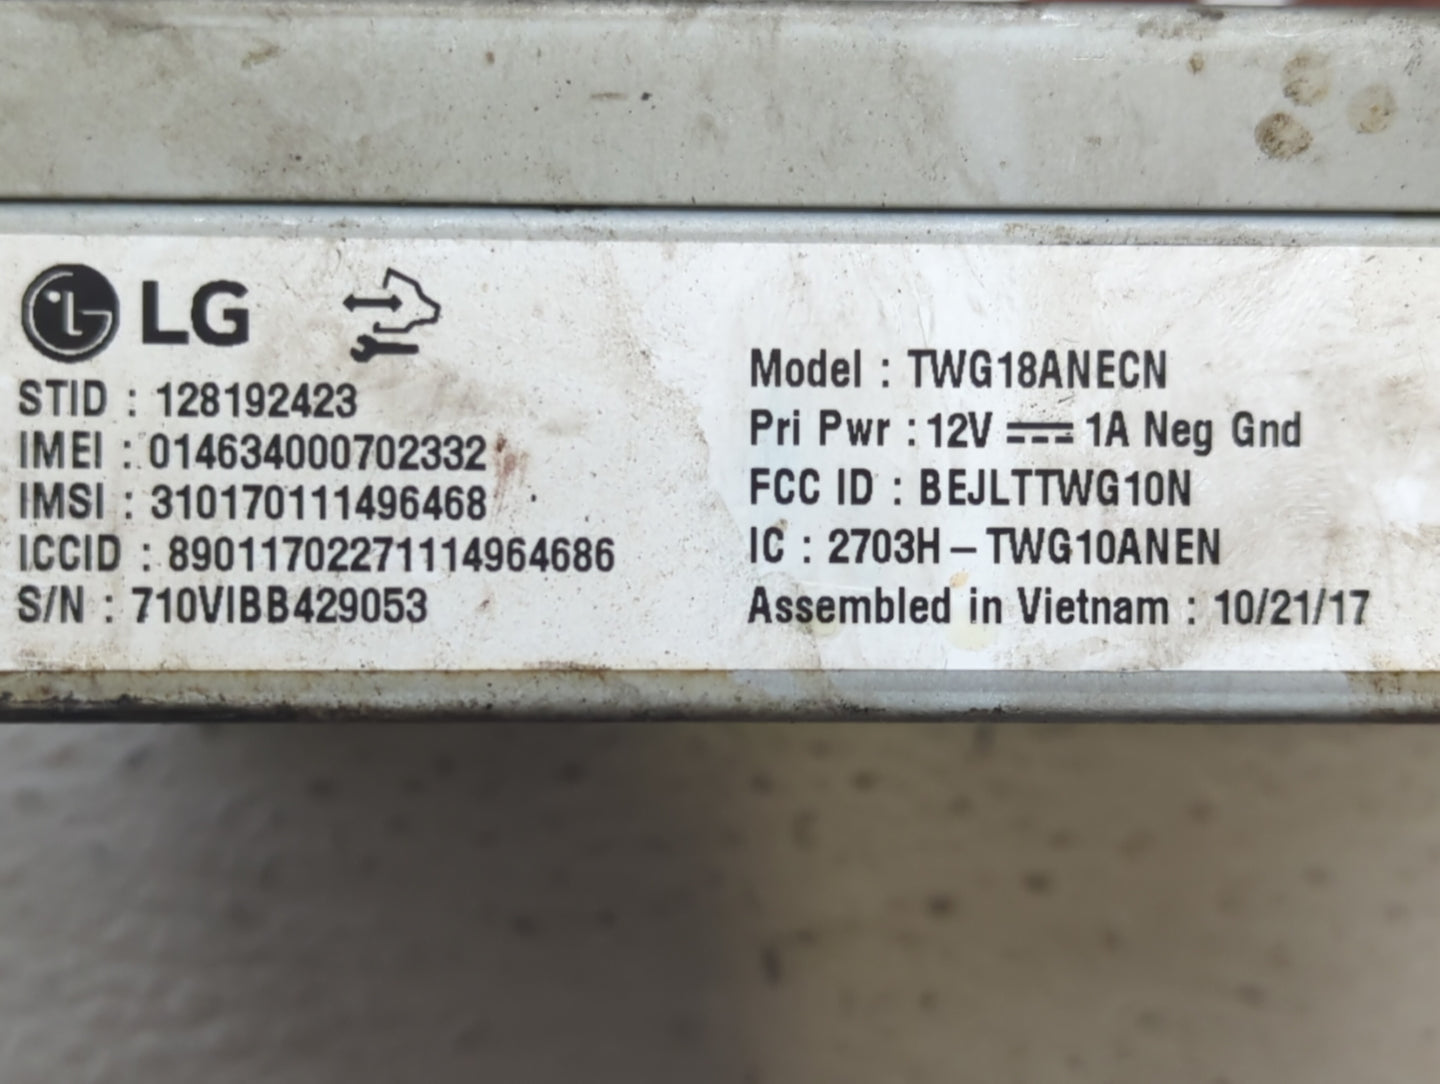 LG
STID : 128192423
IMEI : 014634000702332
IMSI : 310170111496468
ICCID : 89011702271114964686
S/N : 710VIBB429053
Model : TWG18ANECN
Pri Pwr : 12V ⎓ 1A Neg Gnd
FCC ID : BEJLTTWG10N
IC : 2703H – TWG10ANEN
Assembled in Vietnam : 10/21/17